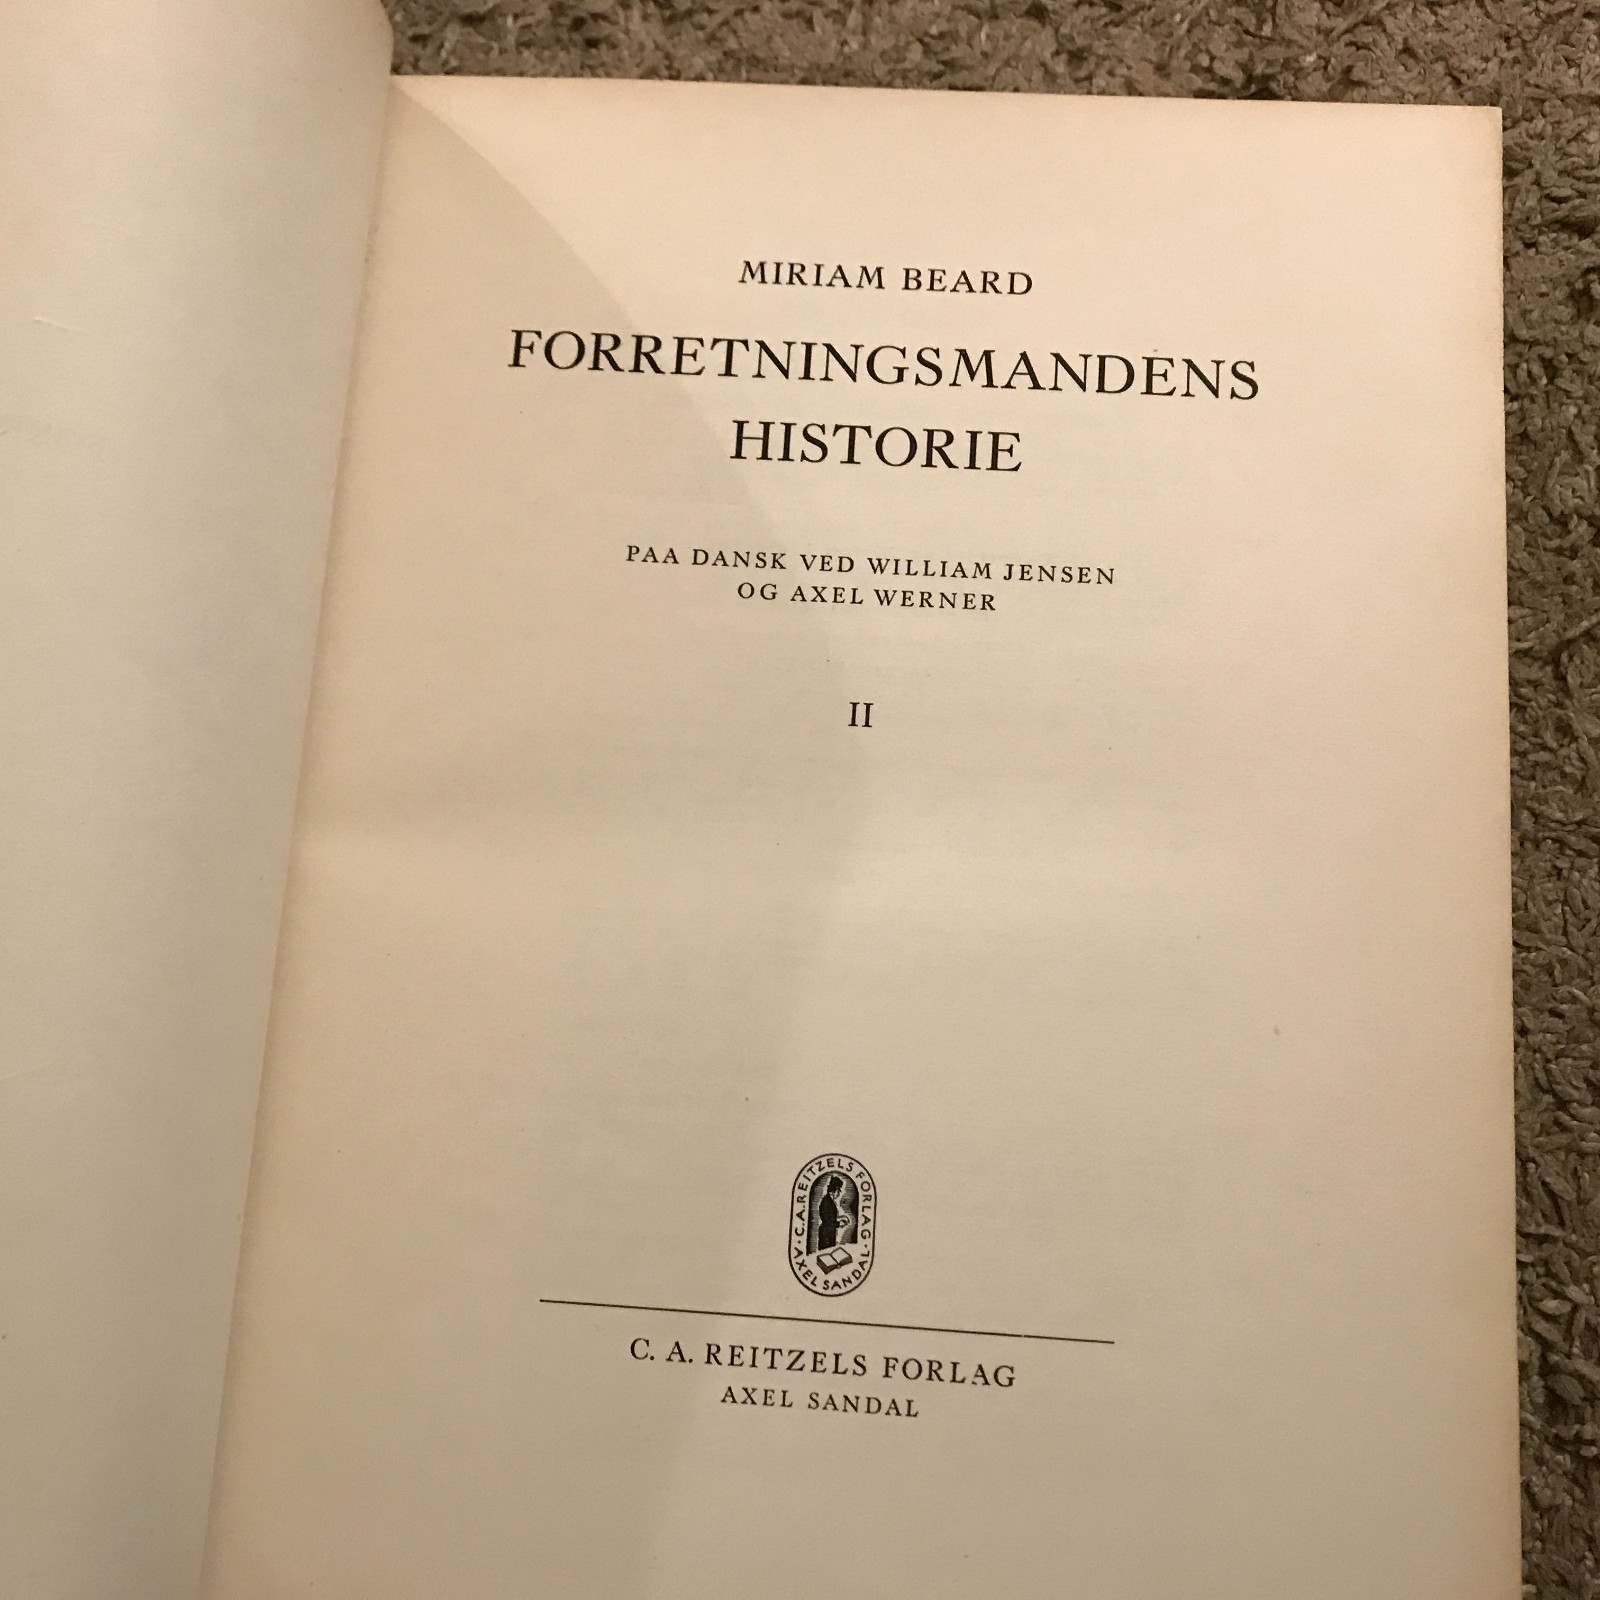 MIRIAM BEARD
FORRETNINGSMANDENS
HISTORIE
PAA DANSK VED WILLIAM JENSEN
OG AXEL WERNER
II
C.A.REITZELS FORLAG · AXEL SANDAL ·
C. A. REITZELS FORLAG
AXEL SANDAL